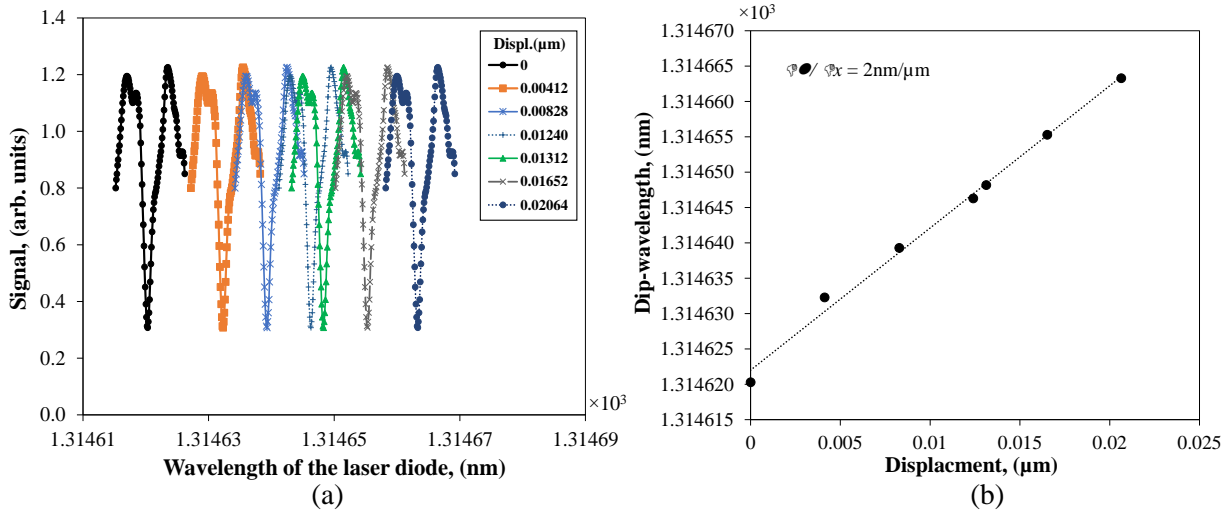 1.4
1.2
1.0
0.8
0.6
0.4
0.2
0.0
Signal, (arb. units)
Displ.(μm)
0
0.00412
0.00828
0.01240
0.01312
0.01652
0.02064
×10³
1.31461 1.31463 1.31465 1.31467 1.31469
Wavelength of the laser diode, (nm)
(a)
×10³
1.314670
1.314665
1.314660
1.314655
1.314650
1.314645
1.314640
1.314635
1.314630
1.314625
1.314620
1.314615
Dip-wavelength, (nm)
/ x = 2nm/μm
0 0.005 0.01 0.015 0.02 0.025
Displacment, (μm)
(b)